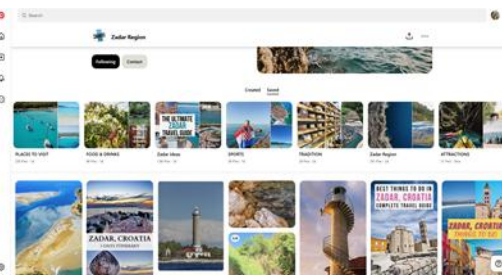 Search
Zadar Region
Following Contact
Created Saved
THE ULTIMATE
ZADAR
TRAVEL GUIDE
PLACES TO VISIT FOOD & DRINKS Zadar Ideas SPORTS TRADITION Zadar Region ATTRACTIONS
ZADAR, CROATIA
BEST THINGS TO DO IN
ZADAR, CROATIA
COMPLETE TRAVEL GUIDE
ZADAR, CROATIA
THINGS TO DO